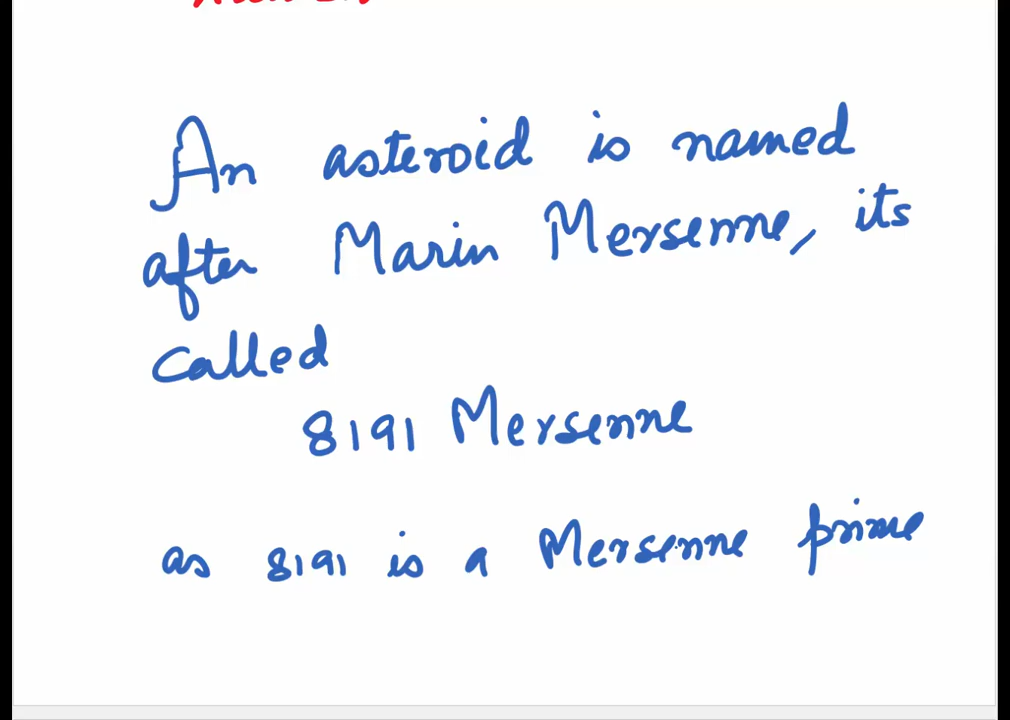 An asteroid is named
after Marin Mersenne, its
called
8191 Mersenne
as 8191 is a Mersenne prime